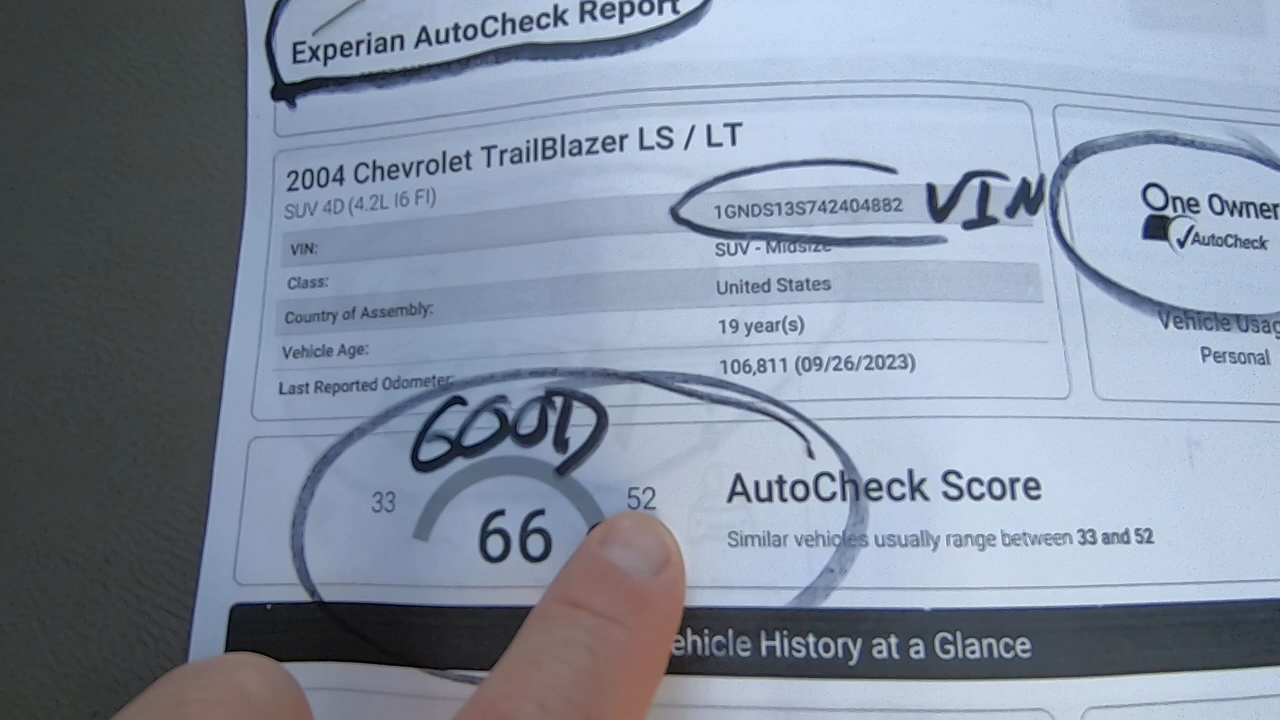 Experian AutoCheck Report
2004 Chevrolet TrailBlazer LS / LT
SUV 4D (4.2L I6 FI)
VIN:
1GNDS13S742404882
VIN
Class:
SUV - Midsize
Country of Assembly:
United States
Vehicle Age:
19 year(s)
Last Reported Odometer:
106,811 (09/26/2023)
One Owner
AutoCheck
Vehicle
Personal
GOOD
33
66
52
AutoCheck Score
Similar vehicles usually range between 33 and 52
History at a Glance